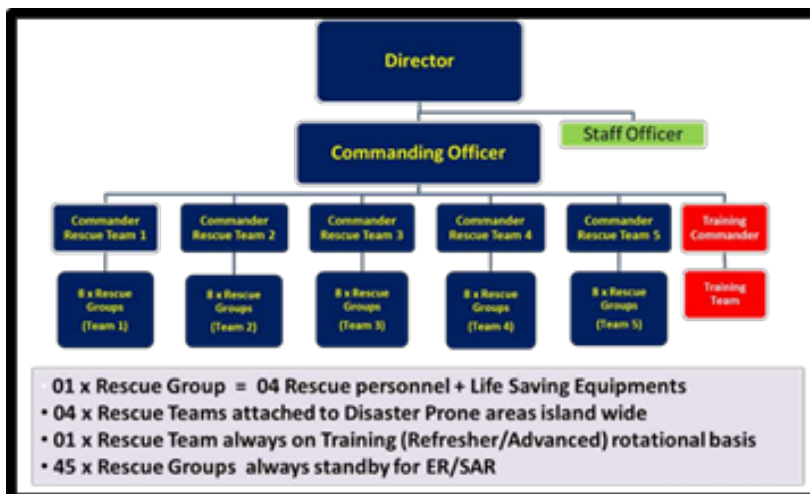 Director
Staff Officer
Commanding Officer
Commander
Rescue Team 1
Commander
Rescue Team 2
Commander
Rescue Team 3
Commander
Rescue Team 4
Commander
Rescue Team 5
Training
Commander
8 x Rescue
Groups
(Team 1)
8 x Rescue
Groups
(Team 2)
8 x Rescue
Groups
(Team 3)
8 x Rescue
Groups
(Team 4)
8 x Rescue
Groups
(Team 5)
Training
Team
01 x Rescue Group = 04 Rescue personnel + Life Saving Equipments
• 04 x Rescue Teams attached to Disaster Prone areas island wide
• 01 x Rescue Team always on Training (Refresher/Advanced) rotational basis
• 45 x Rescue Groups always standby for ER/SAR